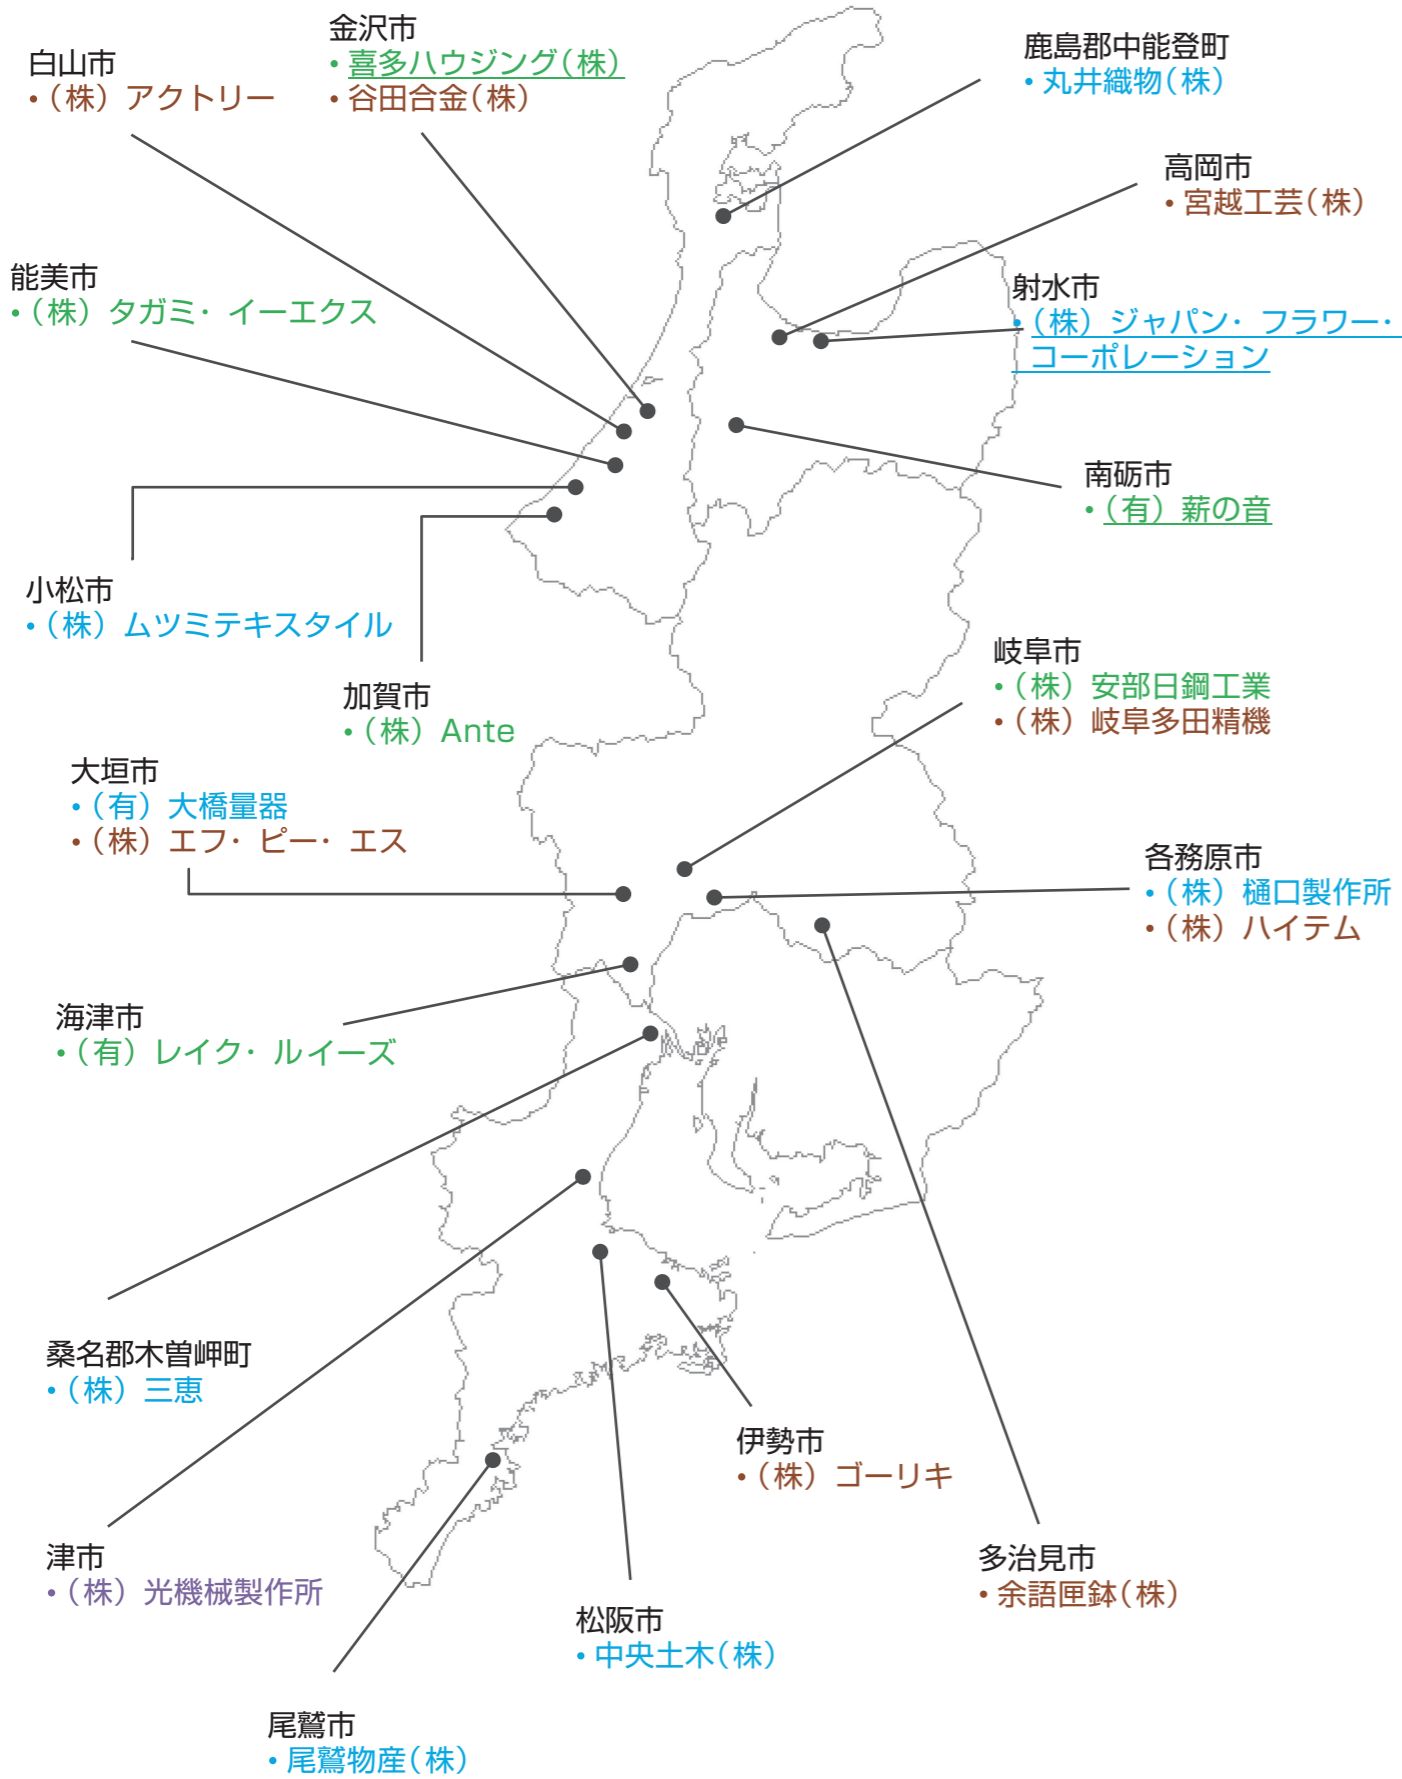 金沢市
• 喜多ハウジング(株)
• 谷田合金(株)
白山市
• (株) アクトリー
鹿島郡中能登町
• 丸井織物(株)
高岡市
• 宮越工芸(株)
能美市
• (株) タガミ・イーエクス
射水市
• (株) ジャパン・フラワー・
コーポレーション
南砺市
• (有) 薪の音
小松市
• (株) ムツミテキスタイル
加賀市
• (株) Ante
岐阜市
• (株) 安部日鋼工業
• (株) 岐阜多田精機
大垣市
• (有) 大橋量器
• (株) エフ・ピー・エス
各務原市
• (株) 樋口製作所
• (株) ハイテム
海津市
• (有) レイク・ルイーズ
桑名郡木曽岬町
• (株) 三恵
伊勢市
• (株) ゴーリキ
津市
• (株) 光機械製作所
多治見市
• 余語匣鉢(株)
松阪市
• 中央土木(株)
尾鷲市
• 尾鷲物産(株)